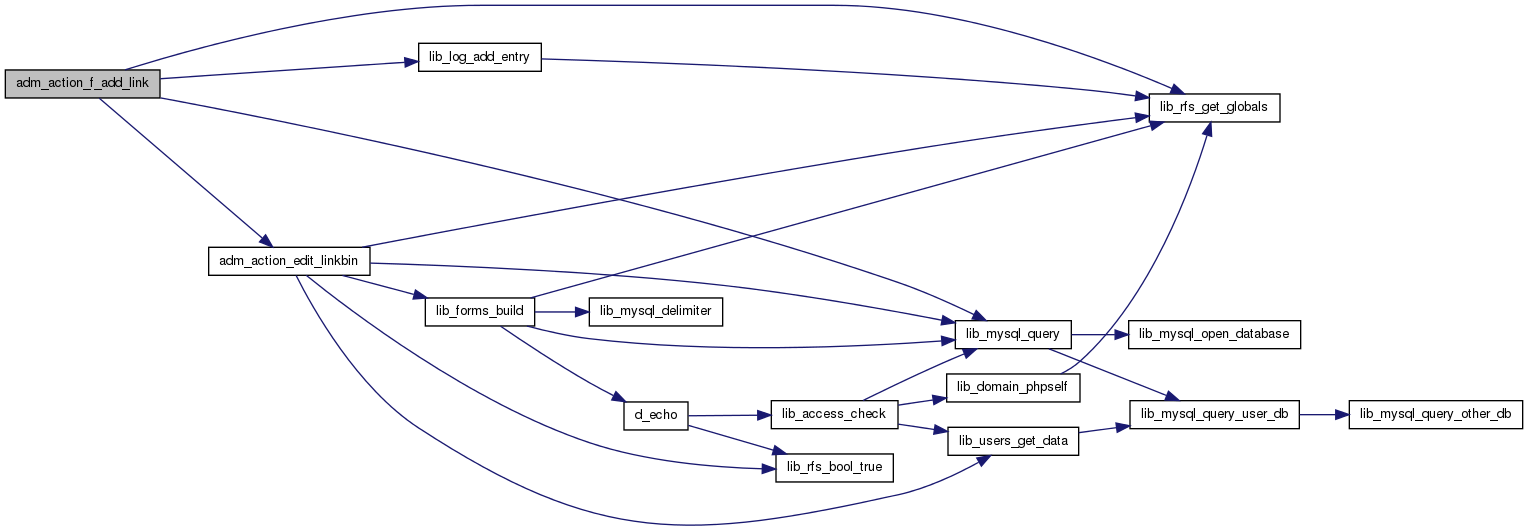 adm_action_f_add_link
lib_log_add_entry
lib_rfs_get_globals
adm_action_edit_linkbin
lib_forms_build
lib_mysql_delimiter
lib_mysql_query
lib_mysql_open_database
lib_domain_phpself
d_echo
lib_access_check
lib_mysql_query_user_db
lib_mysql_query_other_db
lib_users_get_data
lib_rfs_bool_true